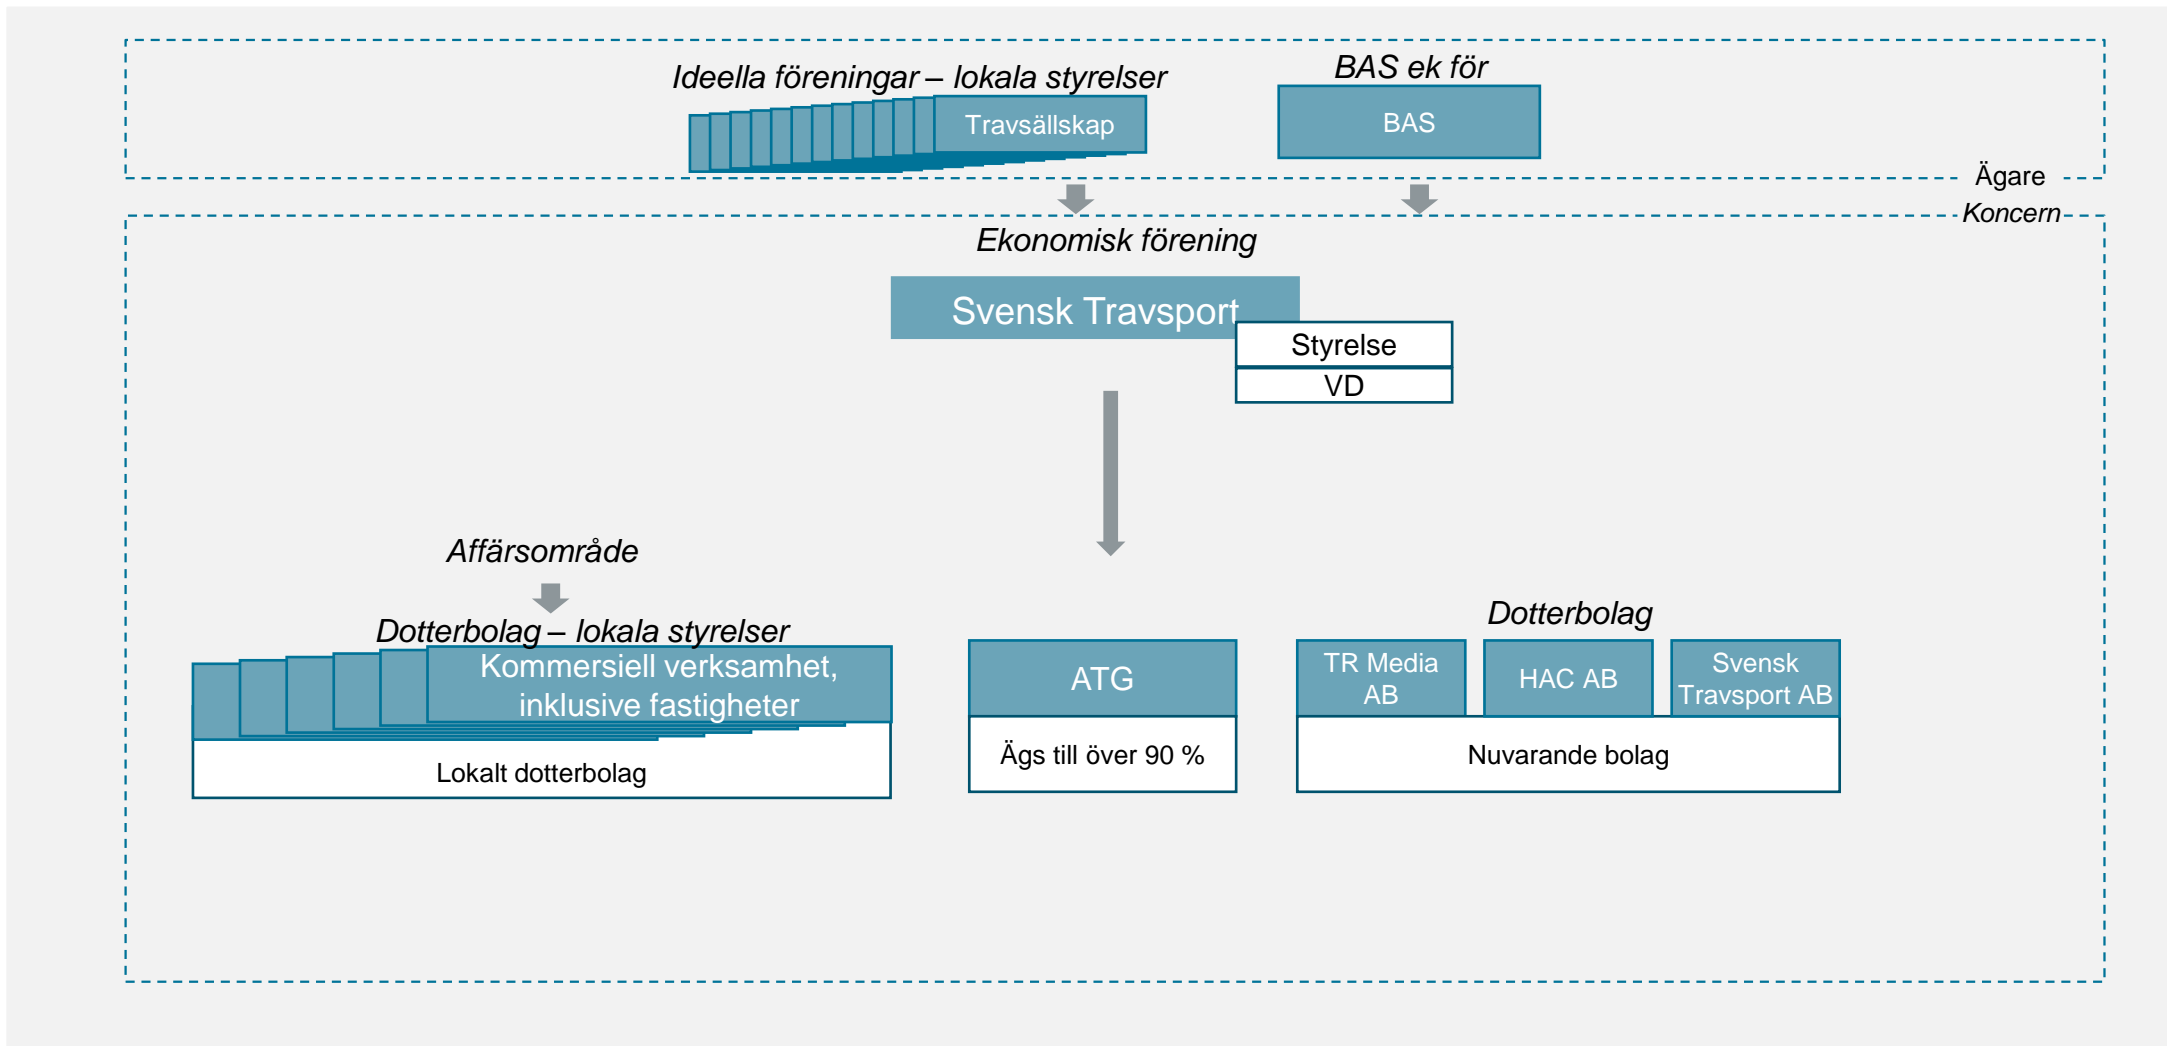 Ideella föreningar – lokala styrelser
BAS ek för
Travsällskap
BAS
Ägare
Koncern
Ekonomisk förening
Svensk Travsport
Styrelse
VD
Affärsområde
Dotterbolag – lokala styrelser
Kommersiell verksamhet,
inklusive fastigheter
Lokalt dotterbolag
ATG
Ägs till över 90 %
Dotterbolag
TR Media
AB
HAC AB
Svensk
Travsport AB
Nuvarande bolag